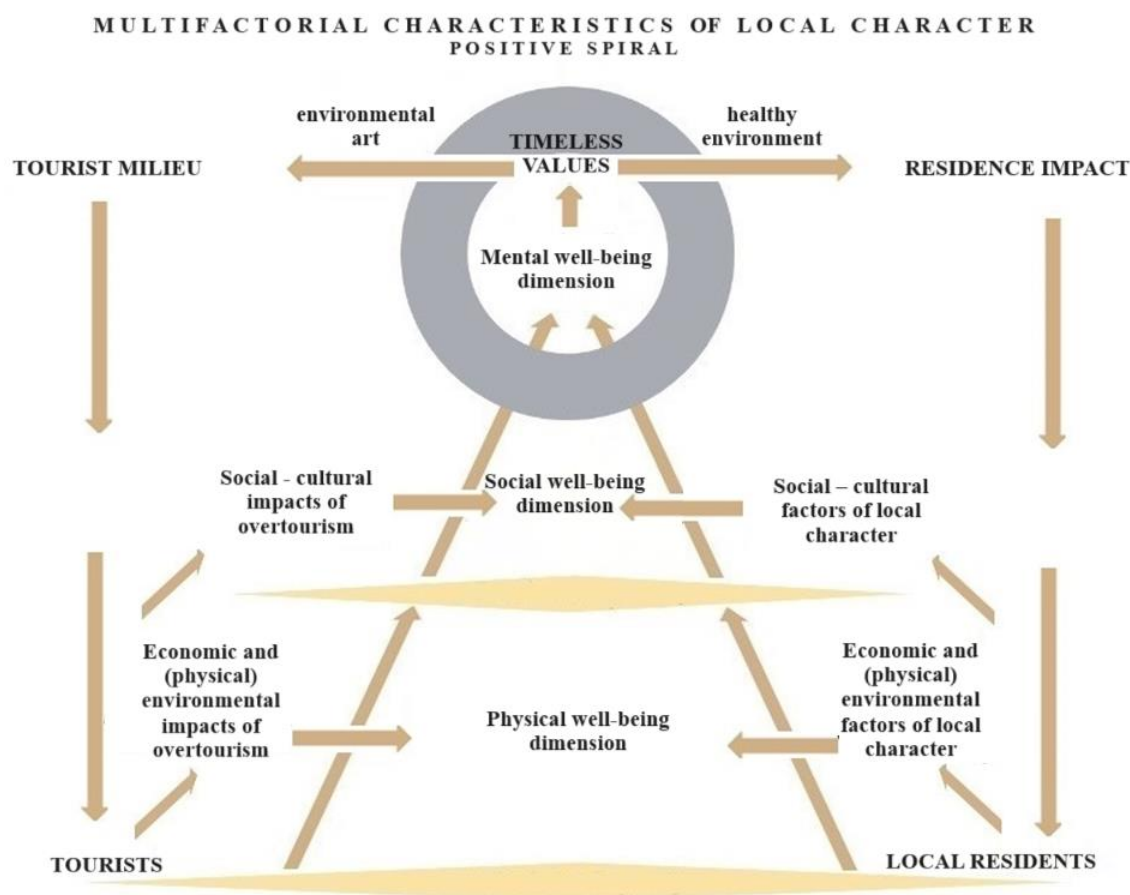 MULTIFACTORIAL CHARACTERISTICS OF LOCAL CHARACTER
POSITIVE SPIRAL
environmental
art
healthy
environment
TIMELESS
VALUES
TOURIST MILIEU
RESIDENCE IMPACT
Mental well-being
dimension
Social - cultural
impacts of
overtourism
Social well-being
dimension
Social – cultural
factors of local
character
Economic and
(physical)
environmental
impacts of
overtourism
Physical well-being
dimension
Economic and
(physical)
environmental
factors of local
character
TOURISTS
LOCAL RESIDENTS